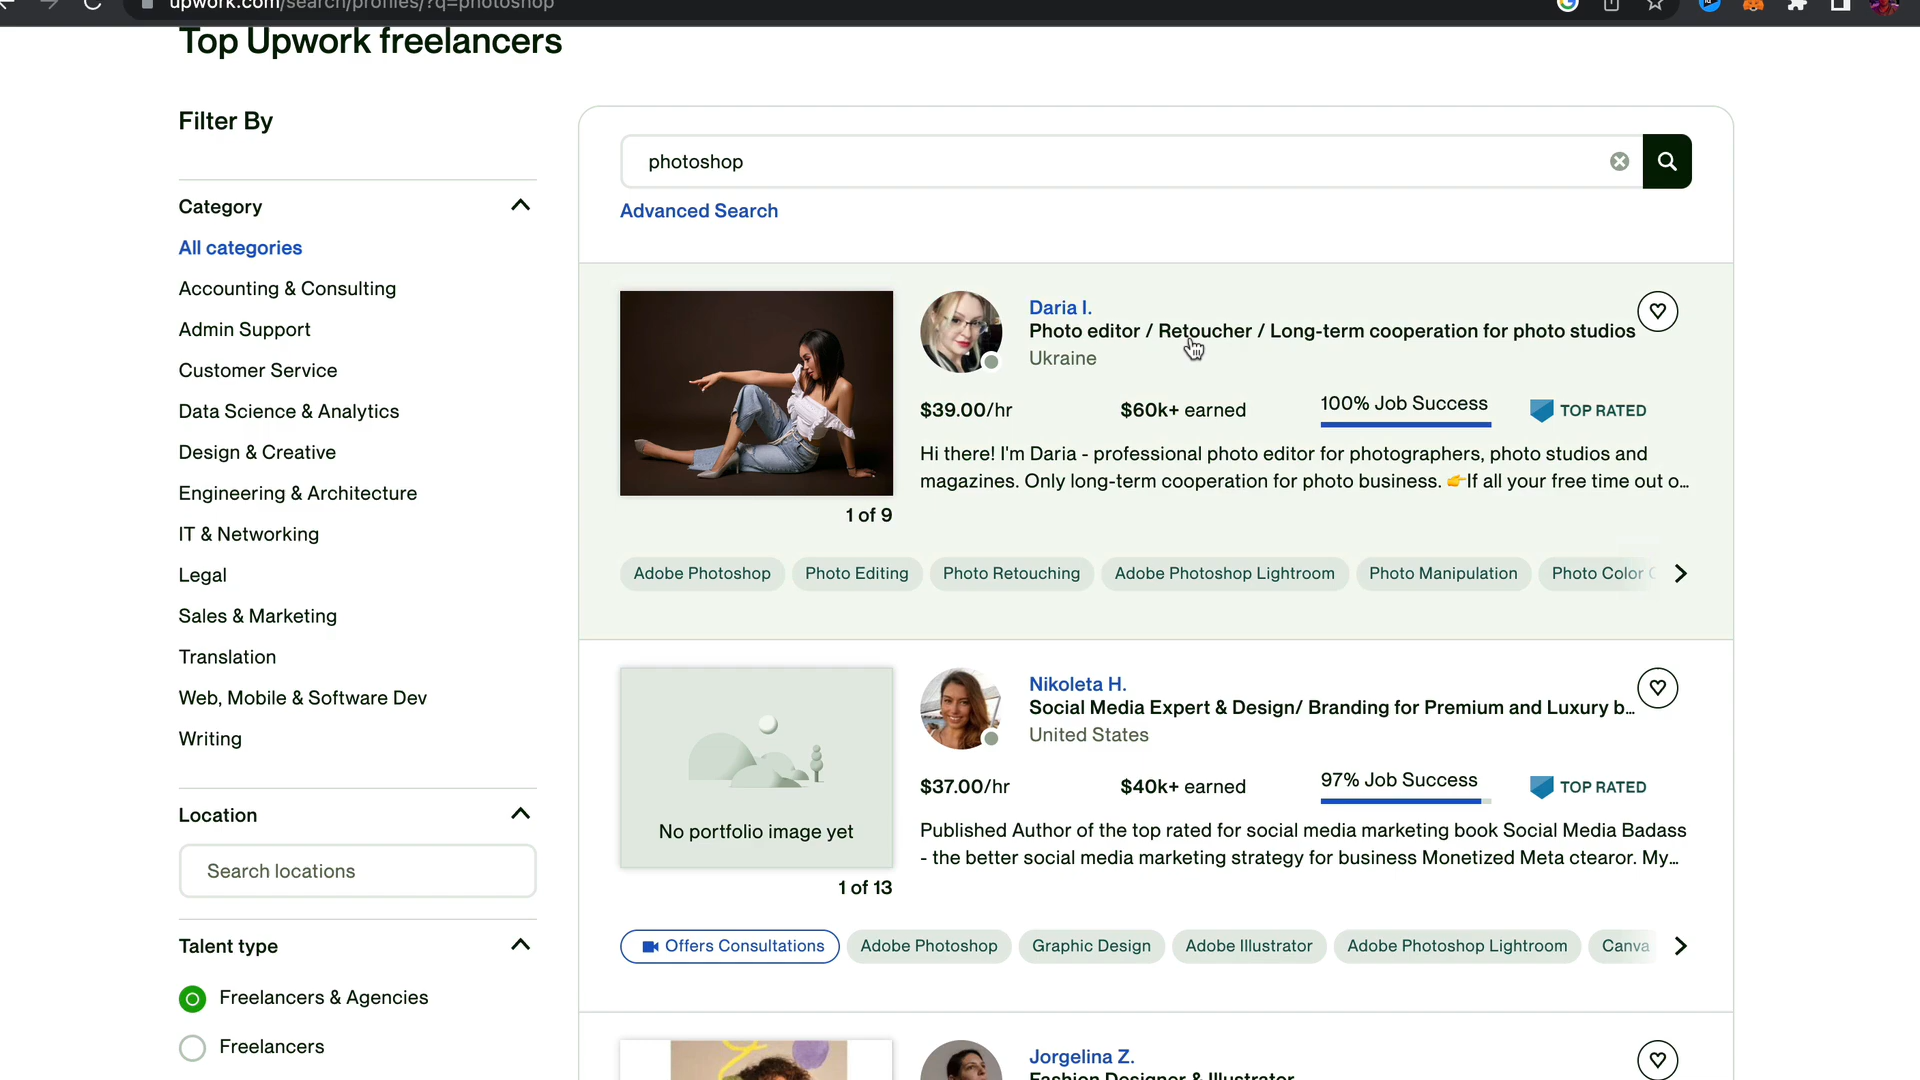 upwork.com/search/profiles/?q=photoshop
Top Upwork freelancers
Filter By
Category
All categories
Accounting & Consulting
Admin Support
Customer Service
Data Science & Analytics
Design & Creative
Engineering & Architecture
IT & Networking
Legal
Sales & Marketing
Translation
Web, Mobile & Software Dev
Writing
Location
Search locations
Talent type
Freelancers & Agencies
Freelancers
photoshop
Advanced Search
Daria I.
Photo editor / Retoucher / Long-term cooperation for photo studios
Ukraine
$39.00/hr $60k+ earned 100% Job Success TOP RATED
Hi there! I'm Daria - professional photo editor for photographers, photo studios and
magazines. Only long-term cooperation for photo business. 👉If all your free time out o...
1 of 9
Adobe Photoshop Photo Editing Photo Retouching Adobe Photoshop Lightroom Photo Manipulation Photo Color
Nikoleta H.
Social Media Expert & Design/ Branding for Premium and Luxury b...
United States
$37.00/hr $40k+ earned 97% Job Success TOP RATED
No portfolio image yet
Published Author of the top rated for social media marketing book Social Media Badass
- the better social media marketing strategy for business Monetized Meta ctearor. My...
1 of 13
Offers Consultations Adobe Photoshop Graphic Design Adobe Illustrator Adobe Photoshop Lightroom Canva
Jorgelina Z.
Fashion Designer & Illustrator